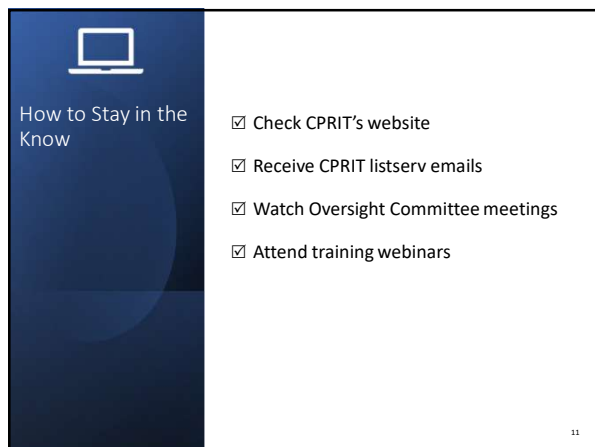 How to Stay in the
Know
☑ Check CPRIT's website
☑ Receive CPRIT listserv emails
☑ Watch Oversight Committee meetings
☑ Attend training webinars
11